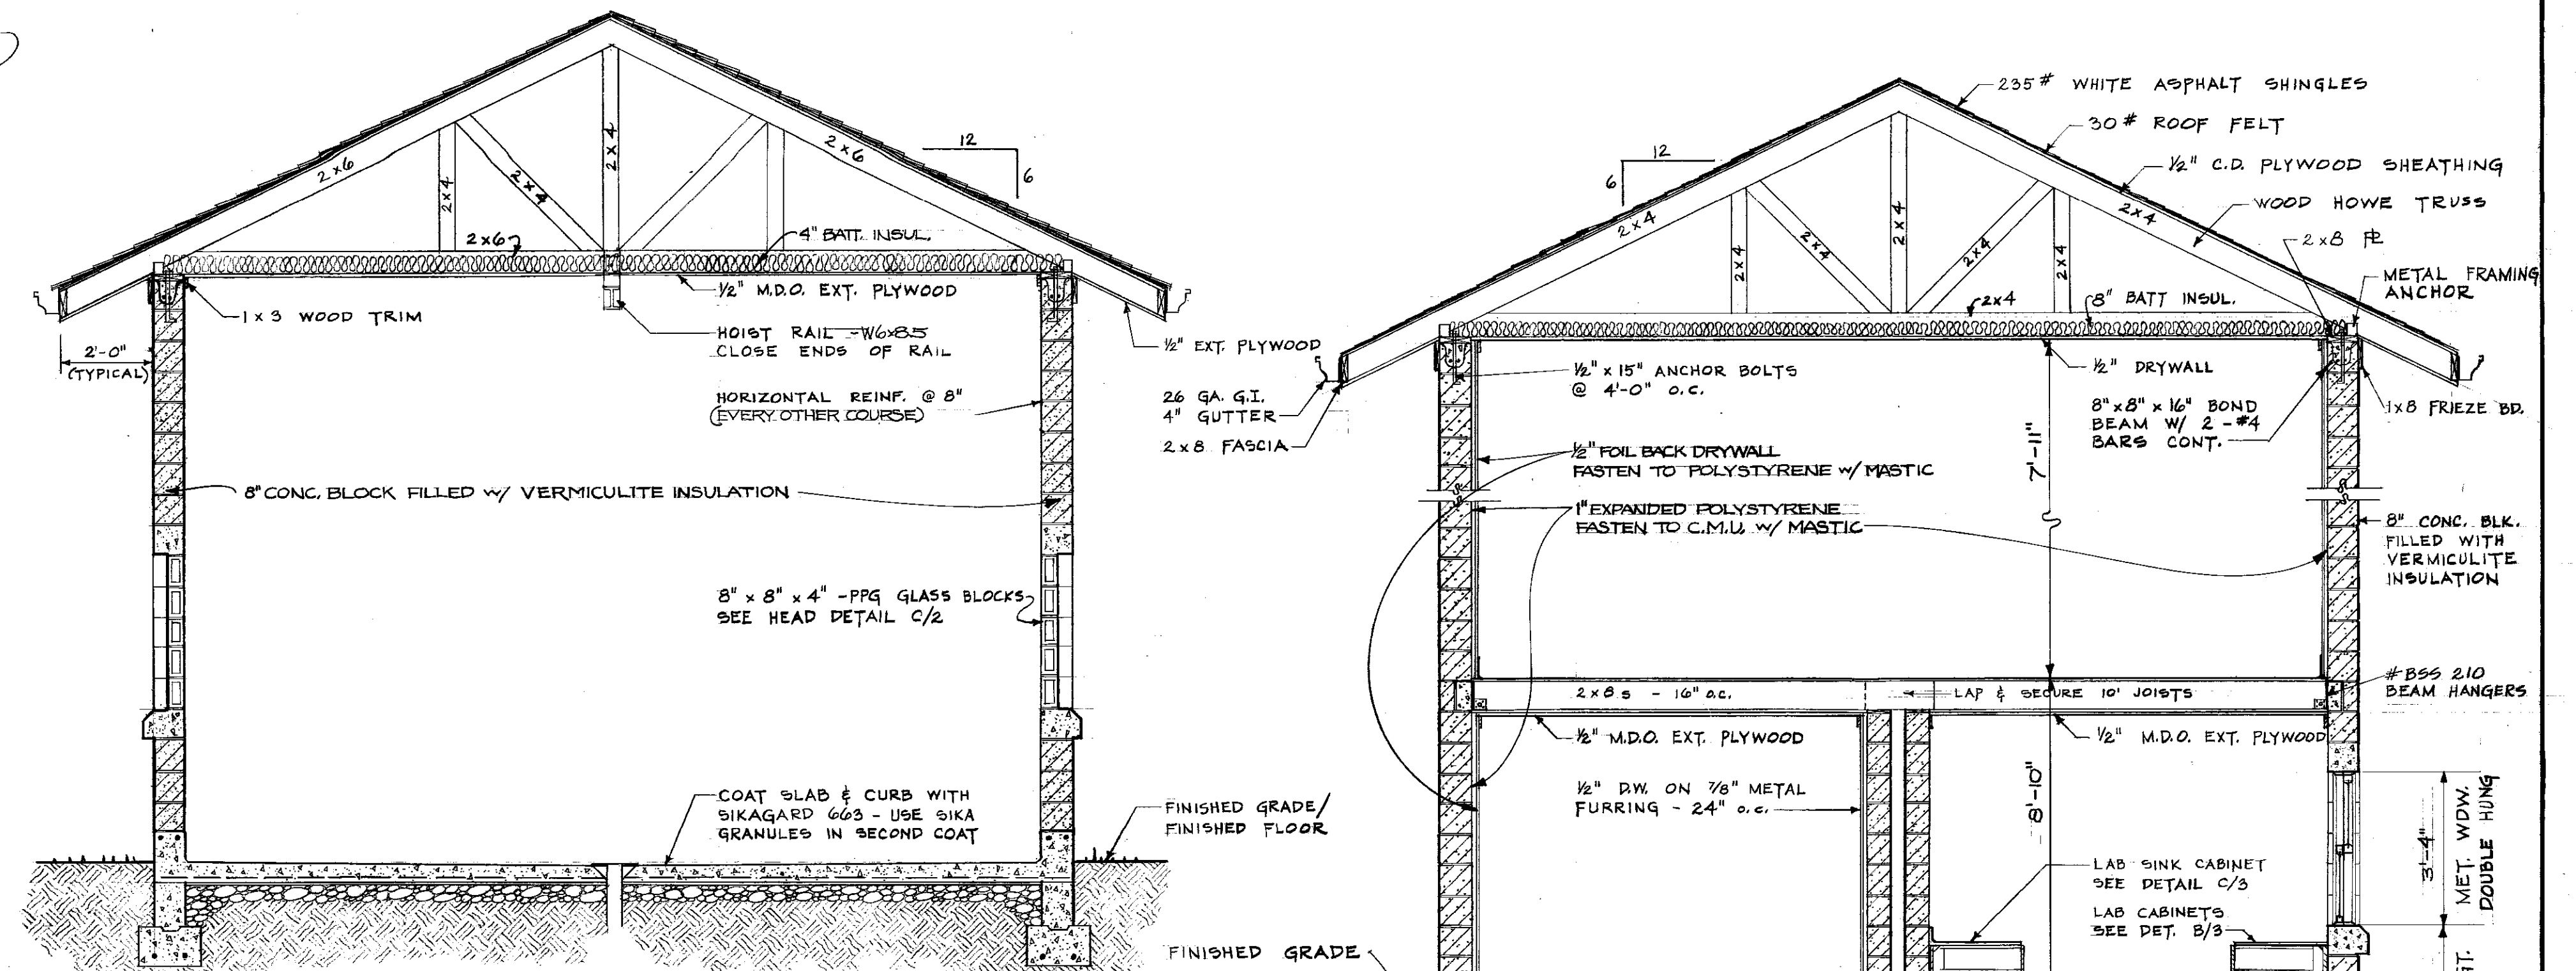 12
6
2x6
2x4
2x4
2x4
2x6
2x6
4" BATT. INSUL.
1/2" M.D.O. EXT. PLYWOOD
1 x 3 WOOD TRIM
HOIST RAIL - W6x8.5
CLOSE ENDS OF RAIL
2'-0"
(TYPICAL)
1/2" EXT. PLYWOOD
HORIZONTAL REINF. @ 8"
(EVERY OTHER COURSE)
26 GA. G.I.
4" GUTTER
2x8 FASCIA
8" CONC. BLOCK FILLED W/ VERMICULITE INSULATION
8" x 8" x 4" - PPG GLASS BLOCKS
SEE HEAD DETAIL C/2
COAT SLAB & CURB WITH
SIKAGARD 663 - USE SIKA
GRANULES IN SECOND COAT
FINISHED GRADE/
FINISHED FLOOR
FINISHED GRADE
235# WHITE ASPHALT SHINGLES
30# ROOF FELT
1/2" C.D. PLYWOOD SHEATHING
WOOD HOWE TRUSS
2x8 PL
METAL FRAMING
ANCHOR
12
6
2x4
2x4
2x4
2x4
2x4
2x4
2x4
2x4
8" BATT INSUL.
1/2" x 15" ANCHOR BOLTS
@ 4'-0" O.C.
1/2" DRYWALL
8"x8"x16" BOND
BEAM W/ 2-#4
BARS CONT.
1x8 FRIEZE BD.
7'-11"
1/2" FOIL BACK DRYWALL
FASTEN TO POLYSTYRENE W/ MASTIC
1" EXPANDED POLYSTYRENE
FASTEN TO C.M.U. W/ MASTIC
8" CONC. BLK.
FILLED WITH
VERMICULITE
INSULATION
2x8s - 16" O.C.
LAP & SECURE 10' JOISTS
#BSS 210
BEAM HANGERS
1/2" M.D.O. EXT. PLYWOOD
1/2" M.D.O. EXT. PLYWOOD
1/2" D.W. ON 7/8" METAL
FURRING - 24" O.C.
8'-10"
3'-4"
MET. WDW.
DOUBLE HUNG
LAB SINK CABINET
SEE DETAIL C/3
LAB CABINETS
SEE DET. B/3